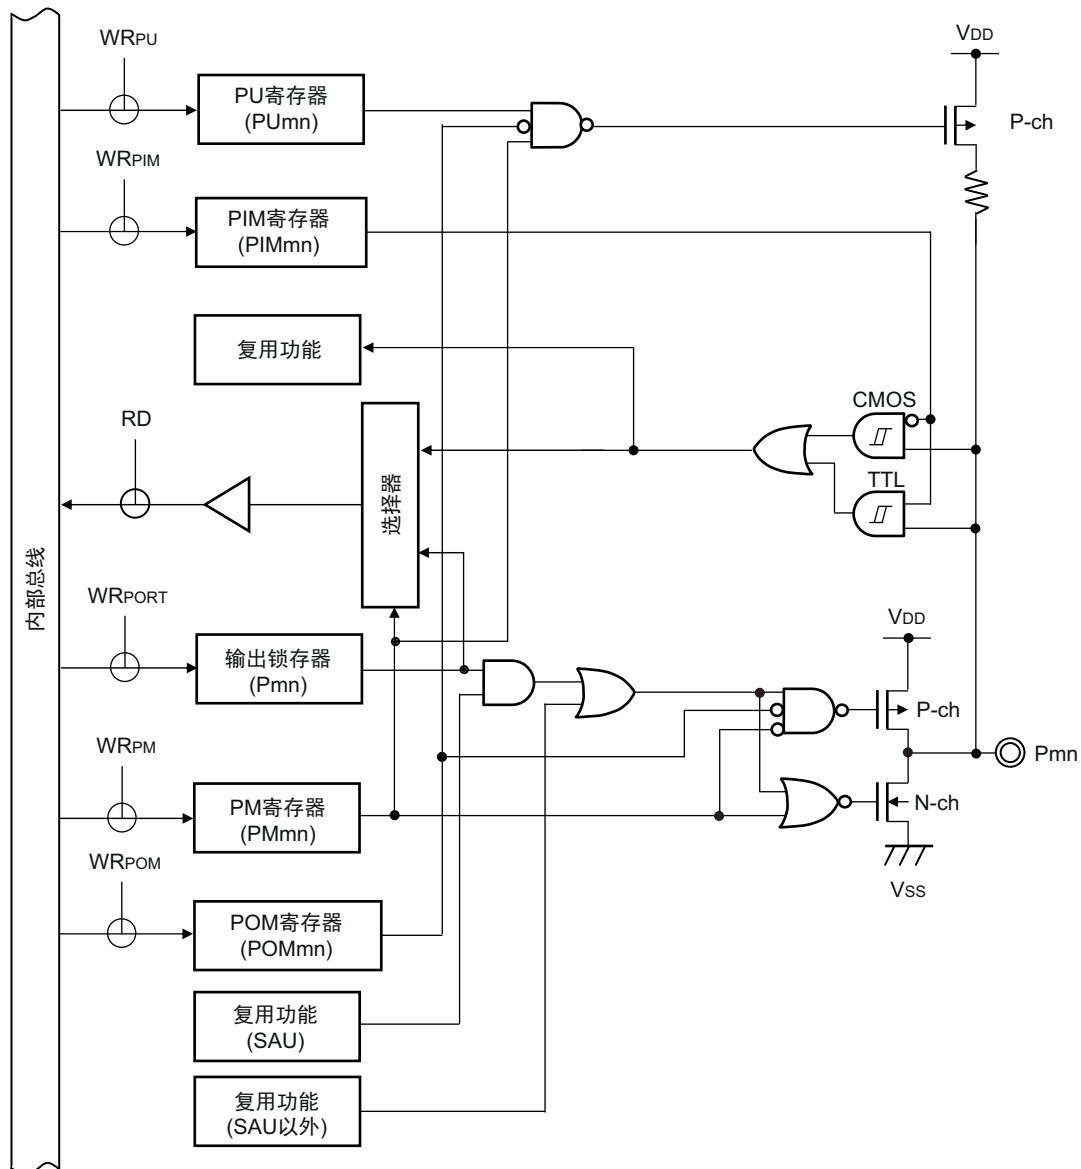 WRPU
VDD
PU寄存器
(PUmn)
P-ch
WRPIM
PIM寄存器
(PIMmn)
复用功能
CMOS
RD
TTL
选择器
内部总线
WRPORT
VDD
输出锁存器
(Pmn)
P-ch
WRPM
Pmn
PM寄存器
(PMmn)
N-ch
WRPOM
VSS
POM寄存器
(POMmn)
复用功能
(SAU)
复用功能
(SAU以外)